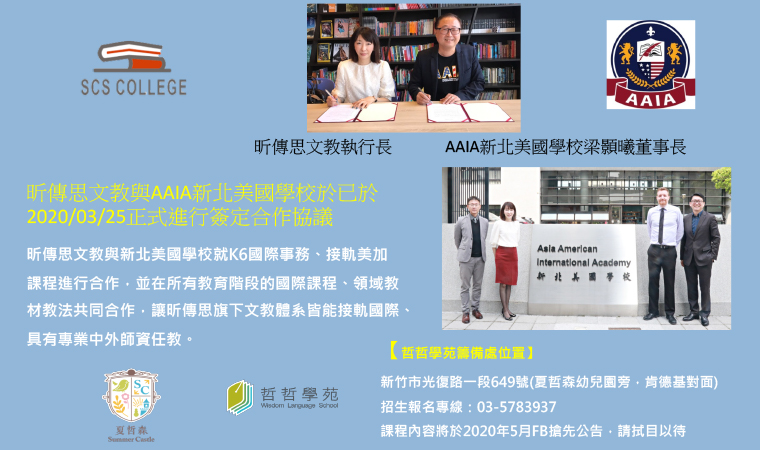 SCS COLLEGE
AAIA
昕傳思文教執行長
AAIA新北美國學校梁顥曦董事長
昕傳思文教與AAIA新北美國學校於已於
2020/03/25正式進行簽定合作協議
昕傳思文教與新北美國學校就K6國際事務、接軌美加
課程進行合作，並在所有教育階段的國際課程、領域教
材教法共同合作，讓昕傳思旗下文教體系皆能接軌國際、
具有專業中外師資任教。
Asia American
International Academy
新北美國學校
【哲哲學苑籌備處位置】
新竹市光復路一段649號(夏哲森幼兒園旁，肯德基對面)
招生報名專線：03-5783937
課程內容將於2020年5月FB搶先公告，請拭目以待
SC
夏哲森
Summer Castle
哲哲學苑
Wisdom Language School